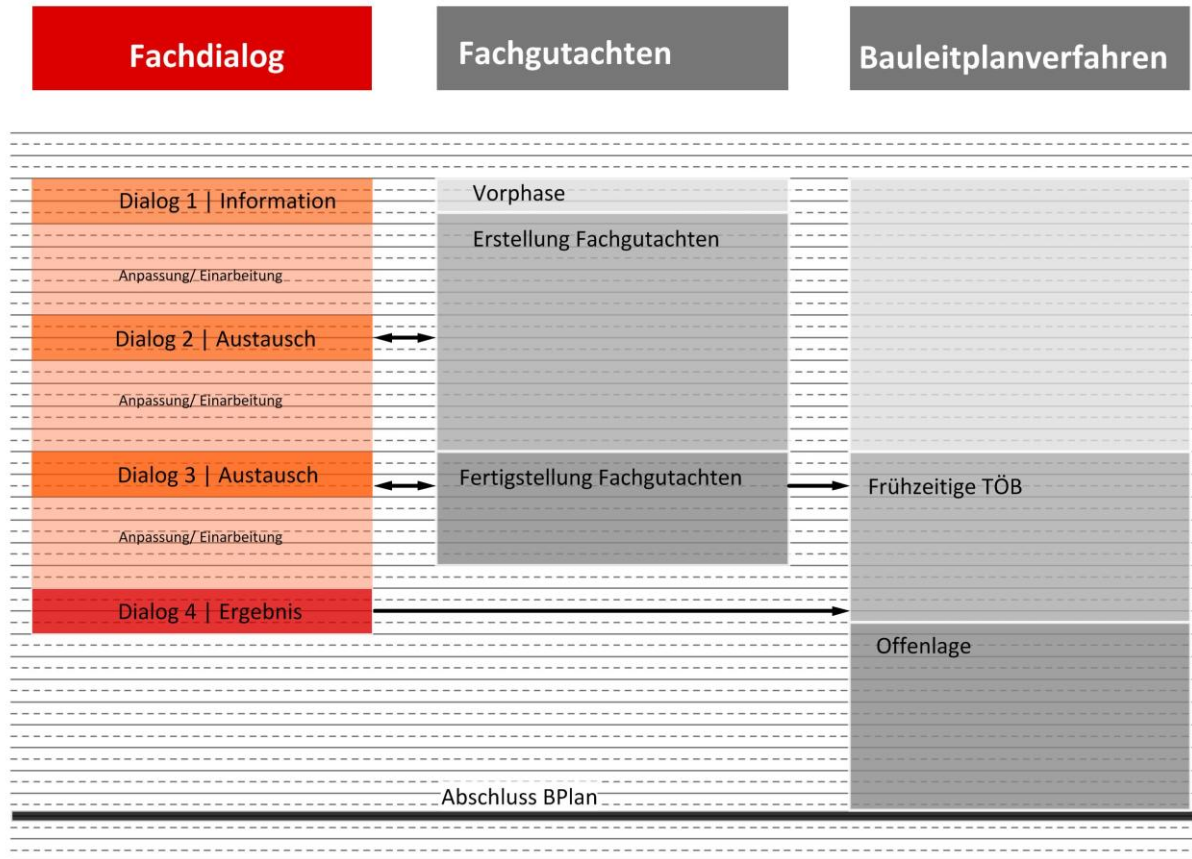 Fachdialog
Fachgutachten
Bauleitplanverfahren
Dialog 1 | Information
Anpassung/ Einarbeitung
Dialog 2 | Austausch
Anpassung/ Einarbeitung
Dialog 3 | Austausch
Anpassung/ Einarbeitung
Dialog 4 | Ergebnis
Vorphase
Erstellung Fachgutachten
Fertigstellung Fachgutachten
Frühzeitige TÖB
Offenlage
Abschluss BPlan